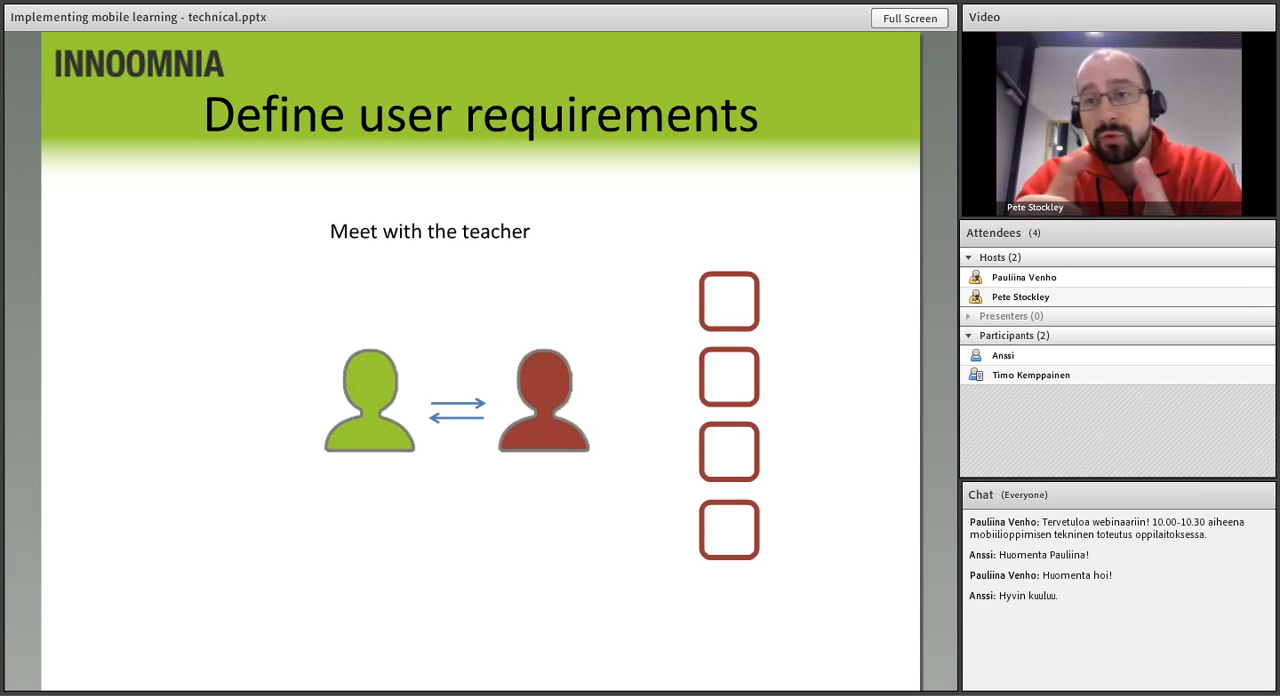 Implementing mobile learning - technical.pptx
Full Screen
INNOOMNIA
Define user requirements
Meet with the teacher
Video
Pete Stockley
Attendees (4)
Hosts (2)
Pauliina Venho
Pete Stockley
Presenters (0)
Participants (2)
Anssi
Timo Kemppainen
Chat (Everyone)
Pauliina Venho: Tervetuloa webinaariin! 10.00-10.30 aiheena
mobiilioppimisen tekninen toteutus oppilaitoksessa.
Anssi: Huomenta Pauliina!
Pauliina Venho: Huomenta hoi!
Anssi: Hyvin kuuluu.